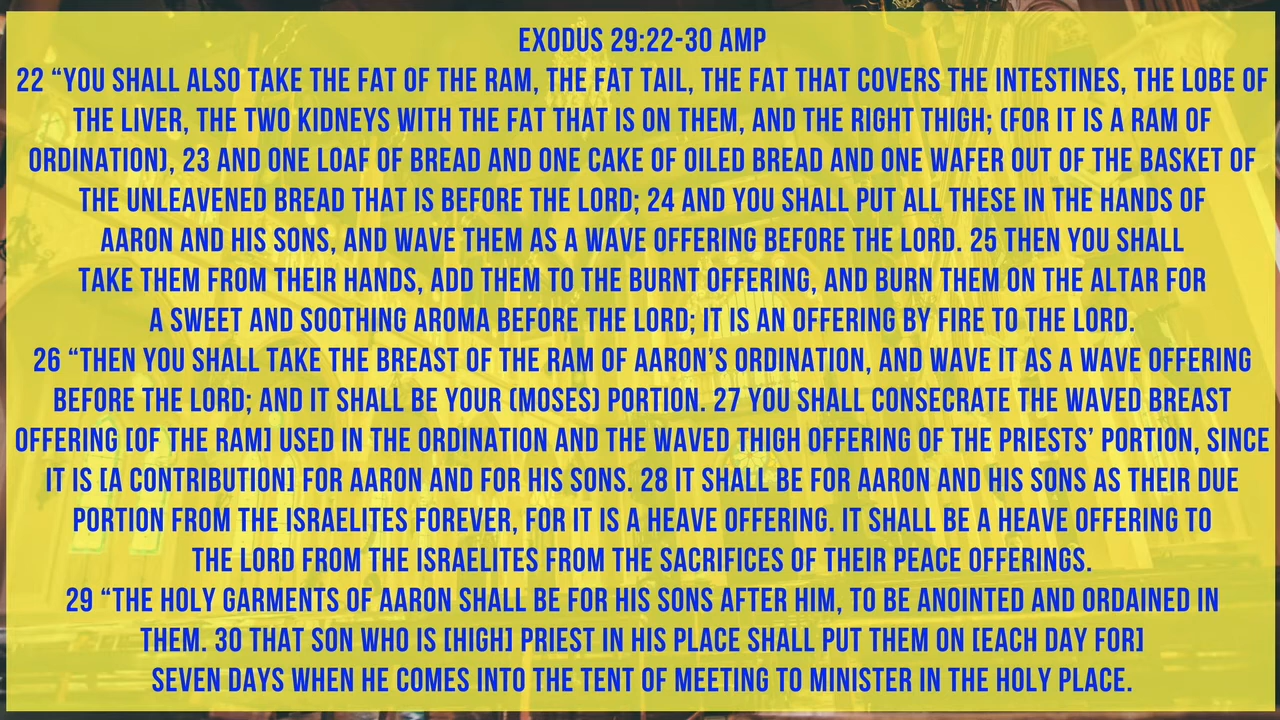 EXODUS 29:22-30 AMP
22 “YOU SHALL ALSO TAKE THE FAT OF THE RAM, THE FAT TAIL, THE FAT THAT COVERS THE INTESTINES, THE LOBE OF
THE LIVER, THE TWO KIDNEYS WITH THE FAT THAT IS ON THEM, AND THE RIGHT THIGH; (FOR IT IS A RAM OF
ORDINATION), 23 AND ONE LOAF OF BREAD AND ONE CAKE OF OILED BREAD AND ONE WAFER OUT OF THE BASKET OF
THE UNLEAVENED BREAD THAT IS BEFORE THE LORD; 24 AND YOU SHALL PUT ALL THESE IN THE HANDS OF
AARON AND HIS SONS, AND WAVE THEM AS A WAVE OFFERING BEFORE THE LORD. 25 THEN YOU SHALL
TAKE THEM FROM THEIR HANDS, ADD THEM TO THE BURNT OFFERING, AND BURN THEM ON THE ALTAR FOR
A SWEET AND SOOTHING AROMA BEFORE THE LORD; IT IS AN OFFERING BY FIRE TO THE LORD.
26 “THEN YOU SHALL TAKE THE BREAST OF THE RAM OF AARON’S ORDINATION, AND WAVE IT AS A WAVE OFFERING
BEFORE THE LORD; AND IT SHALL BE YOUR (MOSES) PORTION. 27 YOU SHALL CONSECRATE THE WAVED BREAST
OFFERING [OF THE RAM] USED IN THE ORDINATION AND THE WAVED THIGH OFFERING OF THE PRIESTS’ PORTION, SINCE
IT IS [A CONTRIBUTION] FOR AARON AND FOR HIS SONS. 28 IT SHALL BE FOR AARON AND HIS SONS AS THEIR DUE
PORTION FROM THE ISRAELITES FOREVER, FOR IT IS A HEAVE OFFERING. IT SHALL BE A HEAVE OFFERING TO
THE LORD FROM THE ISRAELITES FROM THE SACRIFICES OF THEIR PEACE OFFERINGS.
29 “THE HOLY GARMENTS OF AARON SHALL BE FOR HIS SONS AFTER HIM, TO BE ANOINTED AND ORDAINED IN
THEM. 30 THAT SON WHO IS [HIGH] PRIEST IN HIS PLACE SHALL PUT THEM ON [EACH DAY FOR]
SEVEN DAYS WHEN HE COMES INTO THE TENT OF MEETING TO MINISTER IN THE HOLY PLACE.